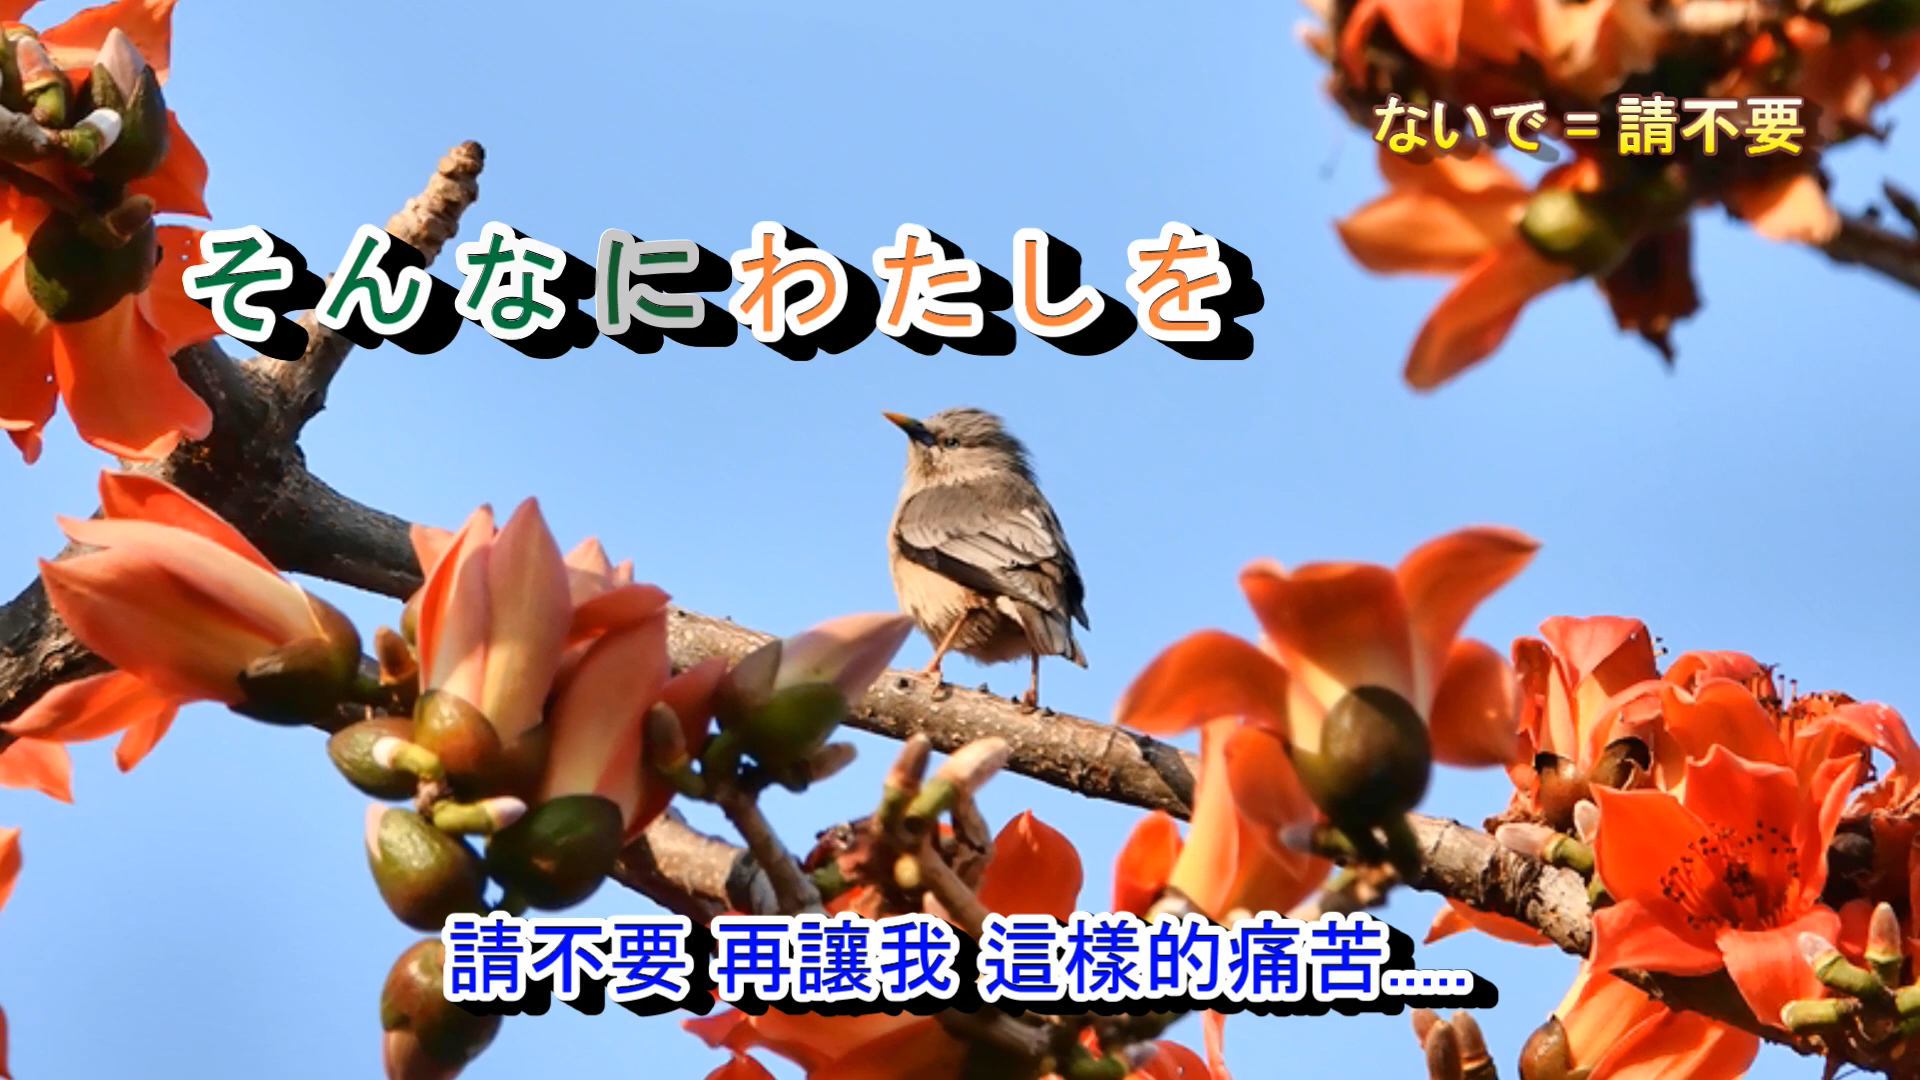 ないで = 請不要
そんなにわたしを
請不要 再讓我 這樣的痛苦.....